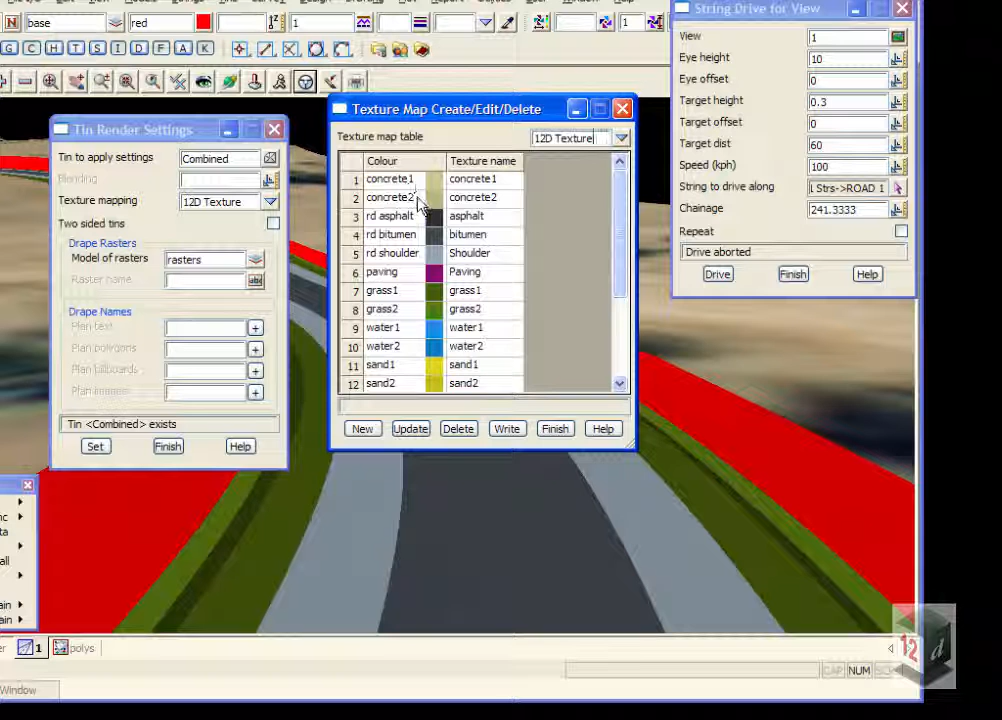 base
red
1
1
G C H T S I D F A K
String Drive for View
View 1
Eye height 10
Eye offset 0
Target height 0.3
Target offset 0
Target dist 60
Speed (kph) 100
String to drive along l Strs->ROAD 1
Chainage 241.3333
Repeat
Drive aborted
Drive Finish Help
Texture Map Create/Edit/Delete
Texture map table 12D Texture
Colour Texture name
1 concrete1 concrete1
2 concrete2 concrete2
3 rd asphalt asphalt
4 rd bitumen bitumen
5 rd shoulder Shoulder
6 paving Paving
7 grass1 grass1
8 grass2 grass2
9 water1 water1
10 water2 water2
11 sand1 sand1
12 sand2 sand2
New Update Delete Write Finish Help
Tin Render Settings
Tin to apply settings Combined
Blending
Texture mapping 12D Texture
Two sided tins
Drape Rasters
Model of rasters rasters
Raster name abl
Drape Names
Plan text
Plan polygons
Plan billboards
Tin <Combined> exists
Set Finish Help
1 polys
CAP NUM
Window
12 d